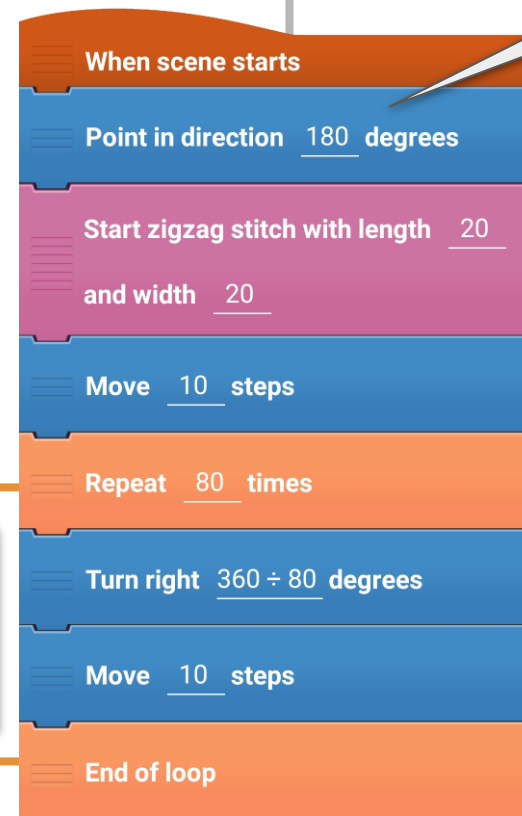 When scene starts
Point in direction 180 degrees
Start zigzag stitch with length 20
and width 20
Move 10 steps
Repeat 80 times
Turn right 360 ÷ 80 degrees
Move 10 steps
End of loop